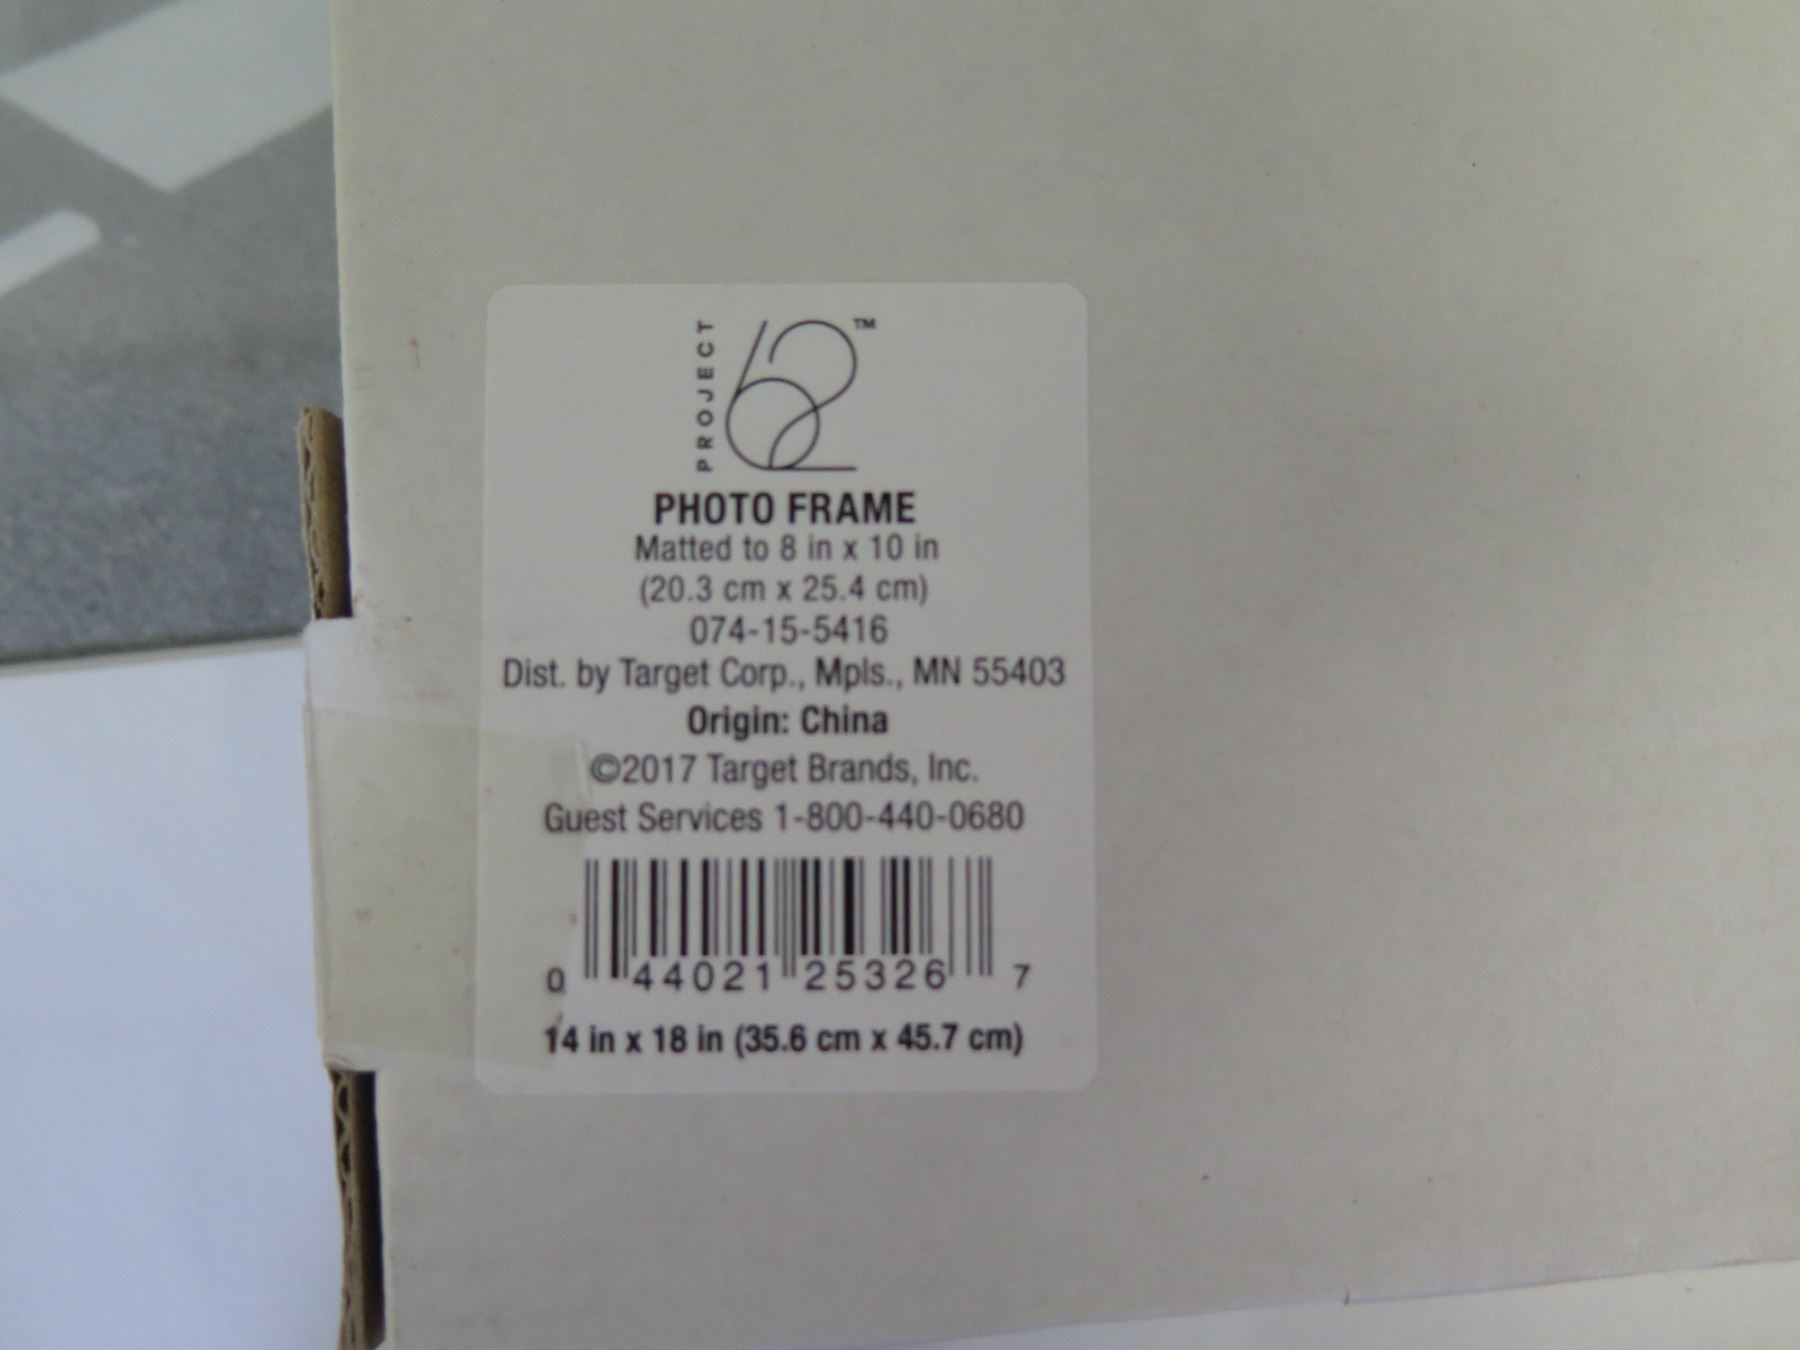 PROJECT 62™
PHOTO FRAME
Matted to 8 in x 10 in
(20.3 cm x 25.4 cm)
074-15-5416
Dist. by Target Corp., Mpls., MN 55403
Origin: China
©2017 Target Brands, Inc.
Guest Services 1-800-440-0680
0 44021 25326 7
14 in x 18 in (35.6 cm x 45.7 cm)